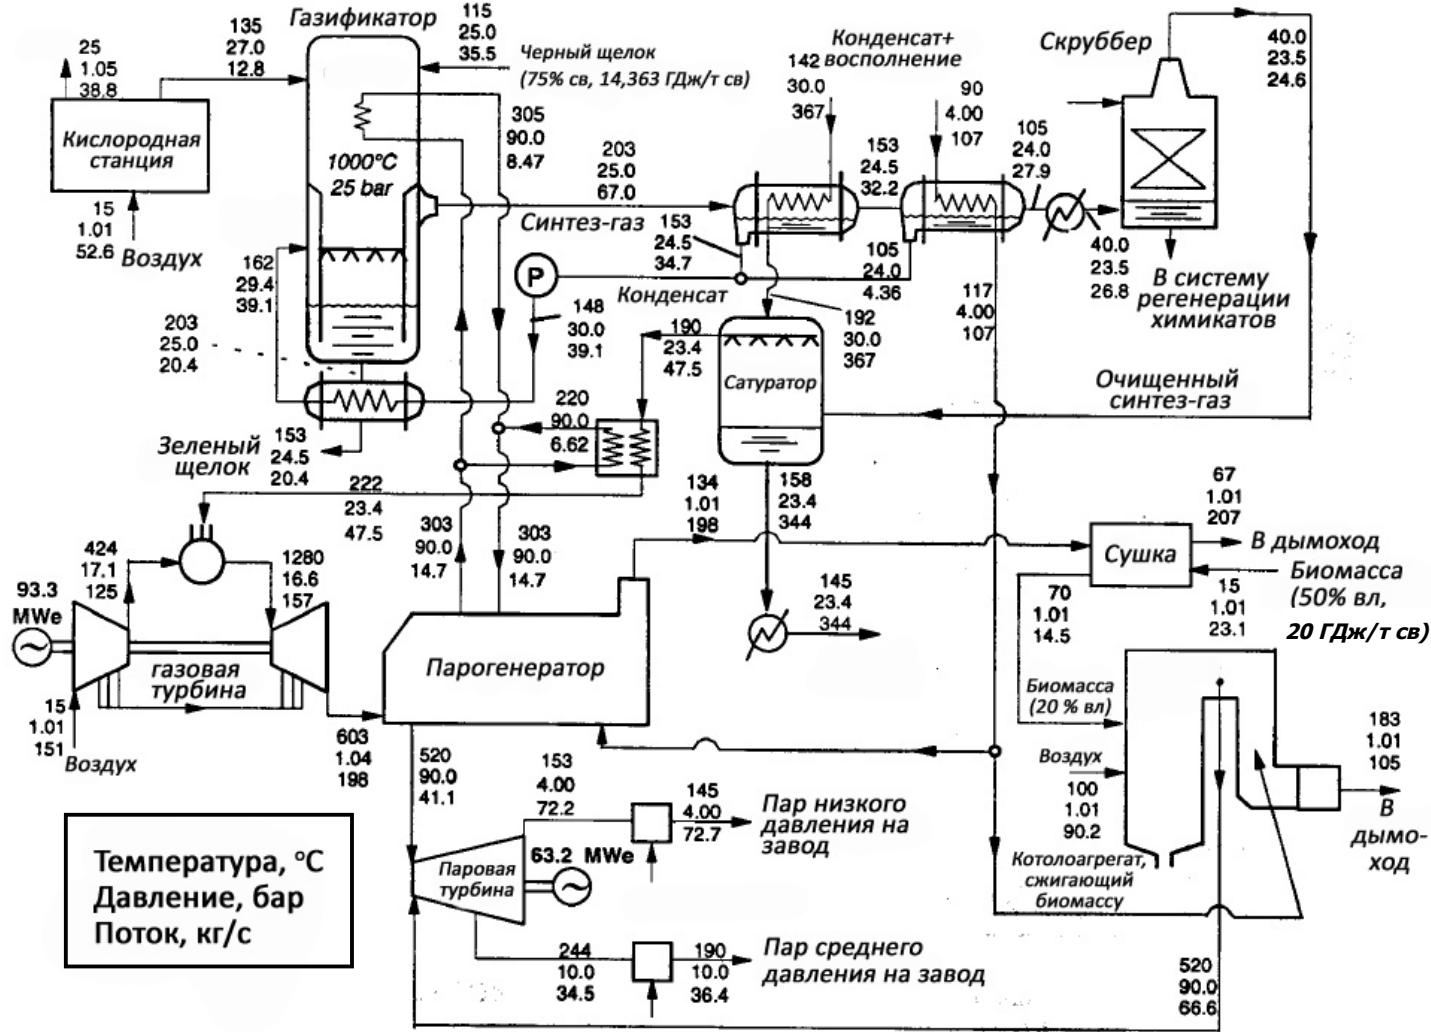 Газификатор
135
27.0
12.8
115
25.0
35.5
Черный щелок
(75% св, 14,363 ГДж/т св)
25
1.05
38.8
Кислородная
станция
15
1.01
52.6
Воздух
1000°C
25 bar
305
90.0
8.47
203
25.0
67.0
Синтез-газ
Конденсат+
восполнение
142
30.0
367
90
4.00
107
153
24.5
32.2
105
24.0
27.9
Скруббер
40.0
23.5
24.6
40.0
23.5
26.8
В систему
регенерации
химикатов
153
24.5
34.7
105
24.0
4.36
P
Конденсат
162
29.4
39.1
203
25.0
20.4
148
30.0
39.1
190
23.4
47.5
192
30.0
367
117
4.00
107
Сатуратор
Очищенный
синтез-газ
220
90.0
6.62
Зеленый
щелок
153
24.5
20.4
222
23.4
47.5
303
90.0
14.7
303
90.0
14.7
134
1.01
198
158
23.4
344
67
1.01
207
Сушка
В дымоход
Биомасса
(50% вл,
20 ГДж/т св)
15
1.01
23.1
70
1.01
14.5
424
17.1
125
1280
16.6
157
93.3
MWe
газовая
турбина
15
1.01
151
Воздух
603
1.04
198
Парогенератор
145
23.4
344
Биомасса
(20 % вл)
Воздух
100
1.01
90.2
183
1.01
105
В
дымо-
ход
Котолоагрегат,
сжигающий
биомассу
520
90.0
41.1
153
4.00
72.2
145
4.00
72.7
Пар низкого
давления на
завод
Паровая
турбина
63.2 MWe
244
10.0
34.5
190
10.0
36.4
Пар среднего
давления на завод
520
90.0
66.6
Температура, °C
Давление, бар
Поток, кг/с